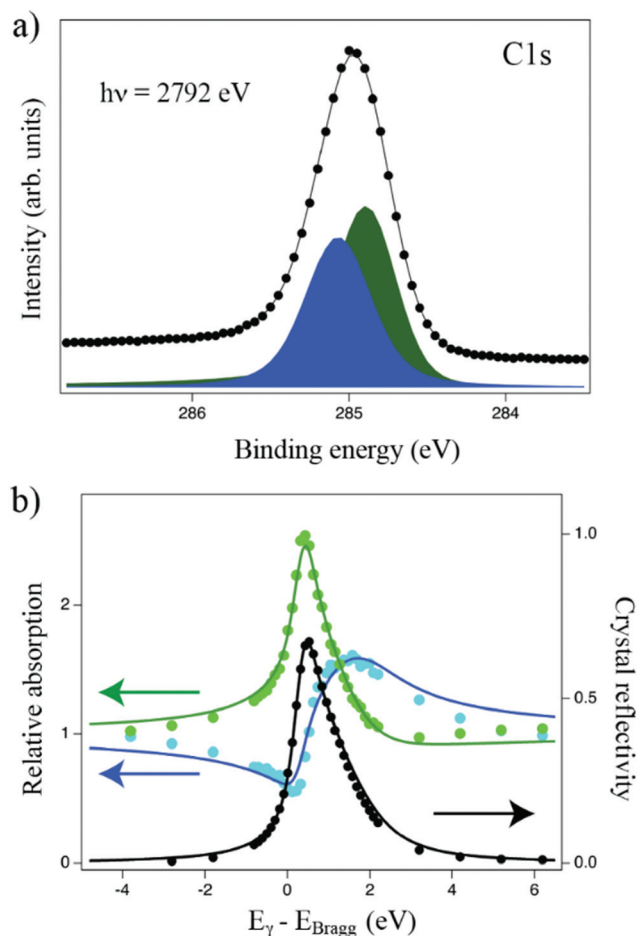 a)
C1s
hν = 2792 eV
Intensity (arb. units)
286
285
284
Binding energy (eV)
b)
Relative absorption
2
1
0
1.0
0.5
0.0
Crystal reflectivity
-4
-2
0
2
4
6
Eγ - EBragg (eV)